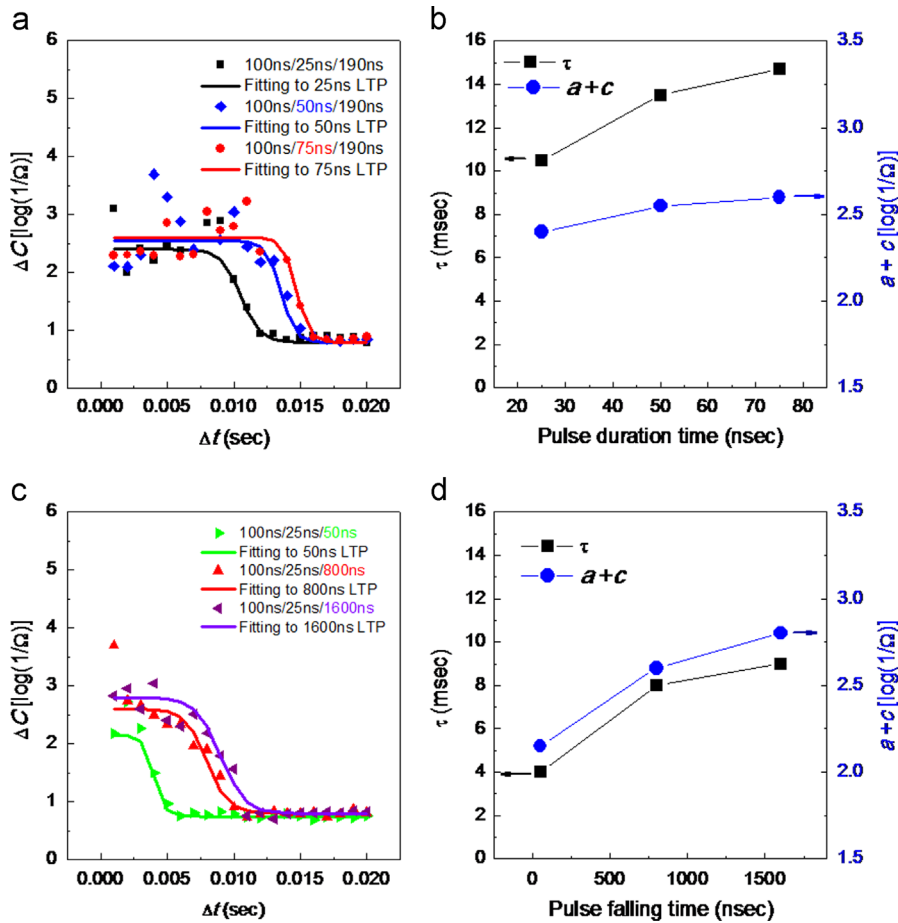 a
6
5
4
3
2
1
0
ΔC [log(1/Ω)]
100ns/25ns/190ns
Fitting to 25ns LTP
100ns/50ns/190ns
Fitting to 50ns LTP
100ns/75ns/190ns
Fitting to 75ns LTP
0.000 0.005 0.010 0.015 0.020
Δt (sec)
b
16
14
12
10
8
6
4
2
0
τ (msec)
τ
a+c
3.5
3.0
2.5
2.0
1.5
a + c [log(1/Ω)]
20 30 40 50 60 70 80
Pulse duration time (nsec)
c
6
5
4
3
2
1
0
ΔC [log(1/Ω)]
100ns/25ns/50ns
Fitting to 50ns LTP
100ns/25ns/800ns
Fitting to 800ns LTP
100ns/25ns/1600ns
Fitting to 1600ns LTP
0.000 0.005 0.010 0.015 0.020
Δt (sec)
d
16
14
12
10
8
6
4
2
0
τ (msec)
τ
a+c
3.5
3.0
2.5
2.0
1.5
a+c [log(1/Ω)]
0 500 1000 1500
Pulse falling time (nsec)